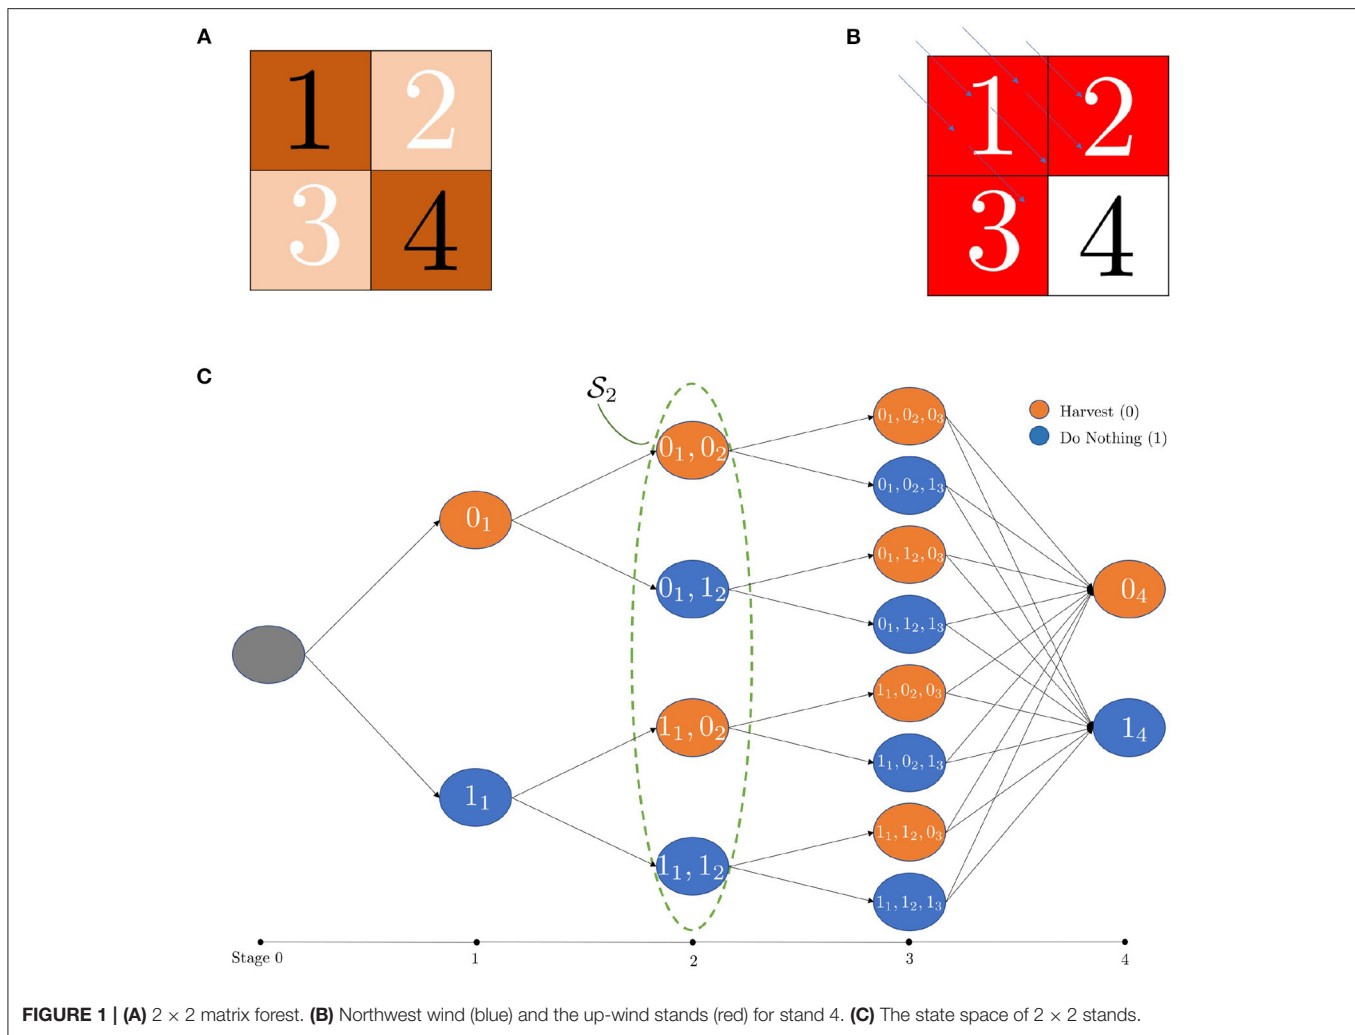 A
B
1 2
3 4
1 2
3 4
C
𝒮₂
Harvest (0)
Do Nothing (1)
0₁, 0₂, 0₃
0₁, 0₂
0₁, 0₂, 1₃
0₁
0₁, 1₂, 0₃
0₁, 1₂
0₄
0₁, 1₂, 1₃
1₁, 0₂, 0₃
1₁, 0₂
1₄
1₁, 0₂, 1₃
1₁
1₁, 1₂, 0₃
1₁, 1₂
1₁, 1₂, 1₃
Stage 0 1 2 3 4
FIGURE 1 | (A) 2 × 2 matrix forest. (B) Northwest wind (blue) and the up-wind stands (red) for stand 4. (C) The state space of 2 × 2 stands.